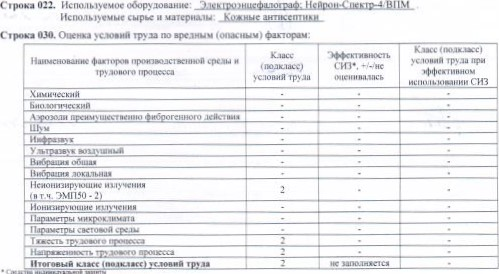 Строка 022. Используемое оборудование: Электроэнцефалограф: Нейрон-Спектр-4/ВПМ
Используемые сырье и материалы: Кожные антисептики
Строка 030. Оценка условий труда по вредным (опасным) факторам:
Наименование факторов производственной среды и трудового процесса Класс (подкласс) условий труда Эффективность СИЗ*, +/-/не оценивалась Класс (подкласс) условий труда при эффективном использовании СИЗ
Химический - - -
Биологический - - -
Аэрозоли преимущественно фиброгенного действия - - -
Шум - - -
Инфразвук - - -
Ультразвук воздушный - - -
Вибрация общая - - -
Вибрация локальная - - -
Неионизирующие излучения (в т.ч. ЭМП50 - 2) 2 - -
Ионизирующие излучения - - -
Параметры микроклимата - - -
Параметры световой среды - - -
Тяжесть трудового процесса 2 - -
Напряженность трудового процесса 2 - -
Итоговый класс (подкласс) условий труда 2 не заполняется -
* Средства индивидуальной защиты